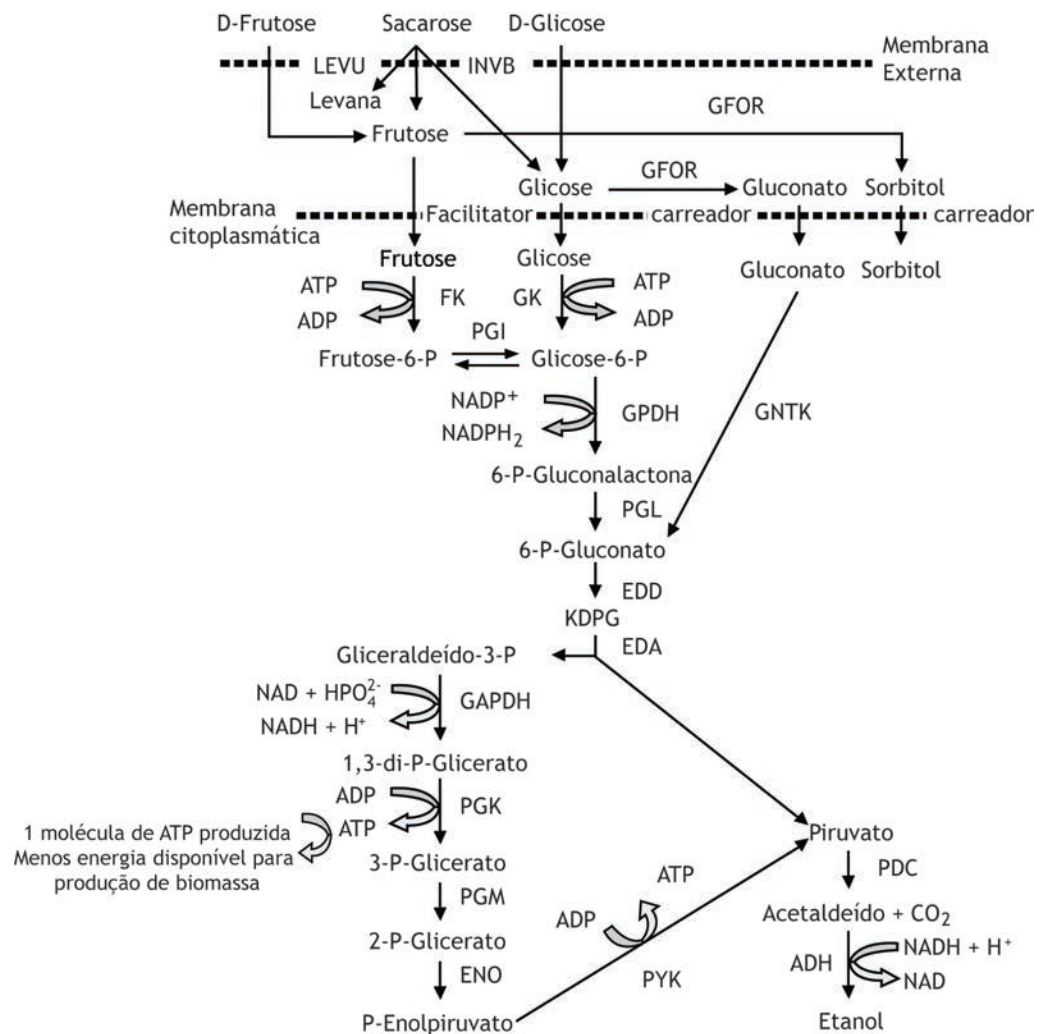 D-Frutose Sacarose D-Glicose
LEVU INVB Membrana
Externa
Levana
GFOR
Frutose
GFOR
Glicose Gluconato Sorbitol
Membrana
citoplasmática
Facilitator carreador carreador
Frutose Glicose Gluconato Sorbitol
ATP FK GK ATP
ADP ADP
PGI
Frutose-6-P Glicose-6-P
NADP+ GPDH GNTK
NADPH2
6-P-Gluconalactona
PGL
6-P-Gluconato
EDD
KDPG
EDA
Gliceraldeído-3-P
NAD + HPO4 2- GAPDH
NADH + H+
1,3-di-P-Glicerato
ADP PGK
ATP
1 molécula de ATP produzida
Menos energia disponível para
produção de biomassa
3-P-Glicerato
PGM
2-P-Glicerato
ENO
P-Enolpiruvato
ADP ATP
PYK
Piruvato
PDC
Acetaldeído + CO2
ADH NADH + H+
NAD
Etanol